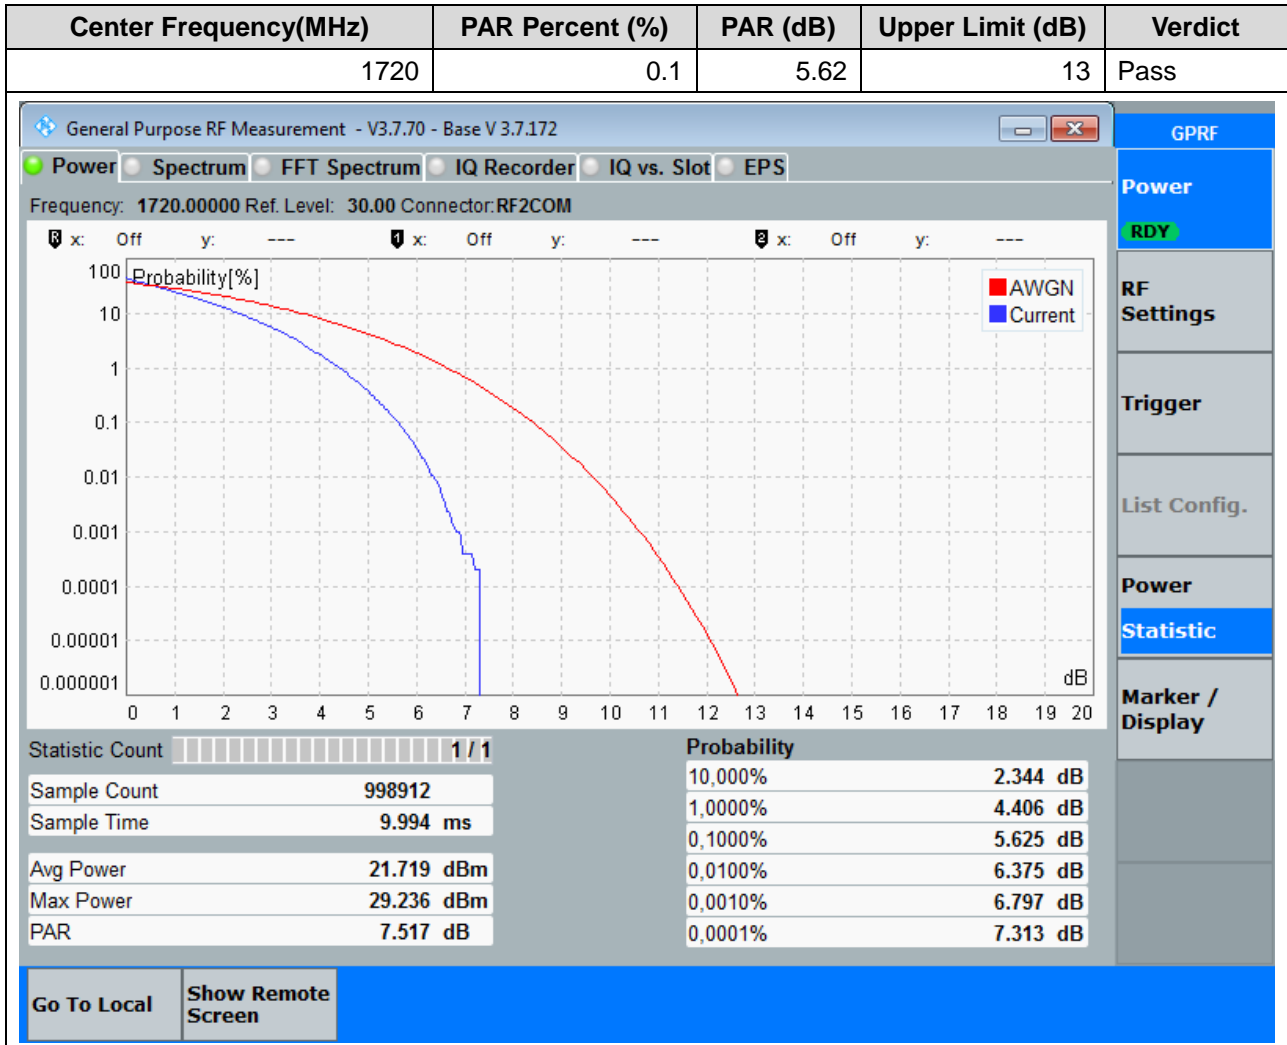 Center Frequency(MHz) PAR Percent (%) PAR (dB) Upper Limit (dB) Verdict
1720 0.1 5.62 13 Pass
General Purpose RF Measurement - V3.7.70 - Base V 3.7.172
GPRF
Power Spectrum FFT Spectrum IQ Recorder IQ vs. Slot EPS
Power
RDY
Frequency: 1720.00000 Ref. Level: 30.00 Connector:RF2COM
R x: Off y: --- 1 x: Off y: --- 2 x: Off y: ---
Probability[%]
AWGN
Current
100
10
1
0.1
0.01
0.001
0.0001
0.00001
0.000001
dB
0 1 2 3 4 5 6 7 8 9 10 11 12 13 14 15 16 17 18 19 20
RF
Settings
Trigger
List Config.
Power
Statistic
Marker /
Display
Statistic Count 1 / 1
Sample Count 998912
Sample Time 9.994 ms
Avg Power 21.719 dBm
Max Power 29.236 dBm
PAR 7.517 dB
Probability
10,000% 2.344 dB
1,0000% 4.406 dB
0,1000% 5.625 dB
0,0100% 6.375 dB
0,0010% 6.797 dB
0,0001% 7.313 dB
Go To Local
Show Remote
Screen